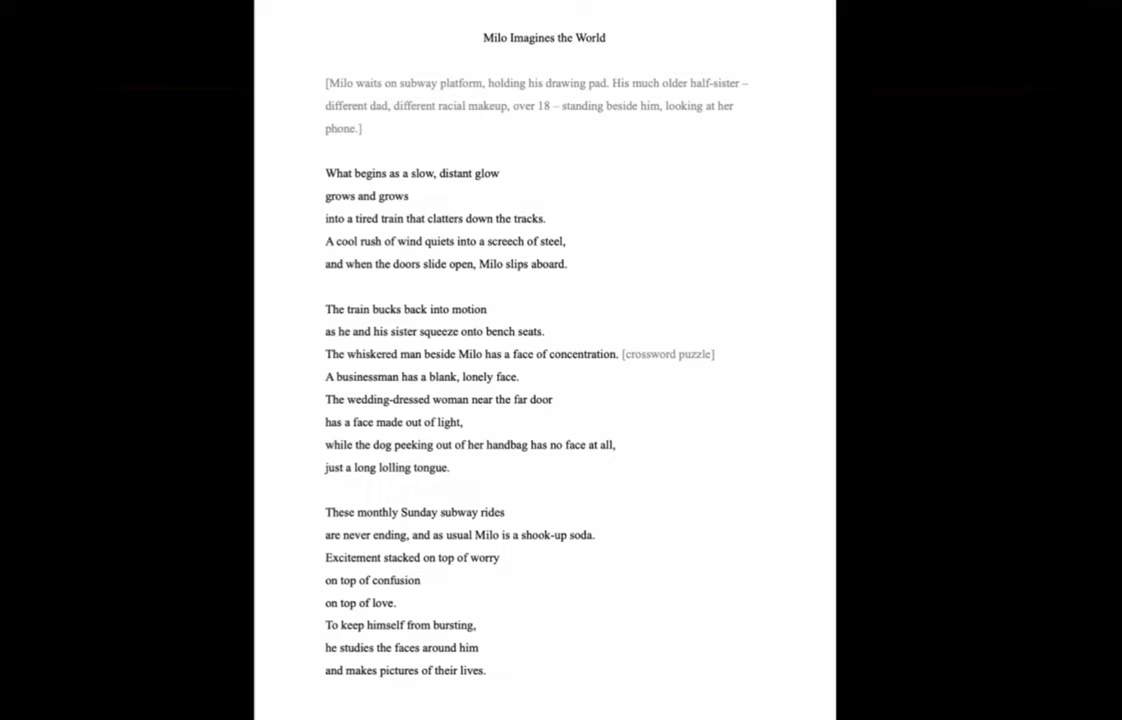 Milo Imagines the World
[Milo waits on subway platform, holding his drawing pad. His much older half-sister –
different dad, different racial makeup, over 18 – standing beside him, looking at her
phone.]
What begins as a slow, distant glow
grows and grows
into a tired train that clatters down the tracks.
A cool rush of wind quiets into a screech of steel,
and when the doors slide open, Milo slips aboard.
The train bucks back into motion
as he and his sister squeeze onto bench seats.
The whiskered man beside Milo has a face of concentration. [crossword puzzle]
A businessman has a blank, lonely face.
The wedding-dressed woman near the far door
has a face made out of light,
while the dog peeking out of her handbag has no face at all,
just a long lolling tongue.
These monthly Sunday subway rides
are never ending, and as usual Milo is a shook-up soda.
Excitement stacked on top of worry
on top of confusion
on top of love.
To keep himself from bursting,
he studies the faces around him
and makes pictures of their lives.